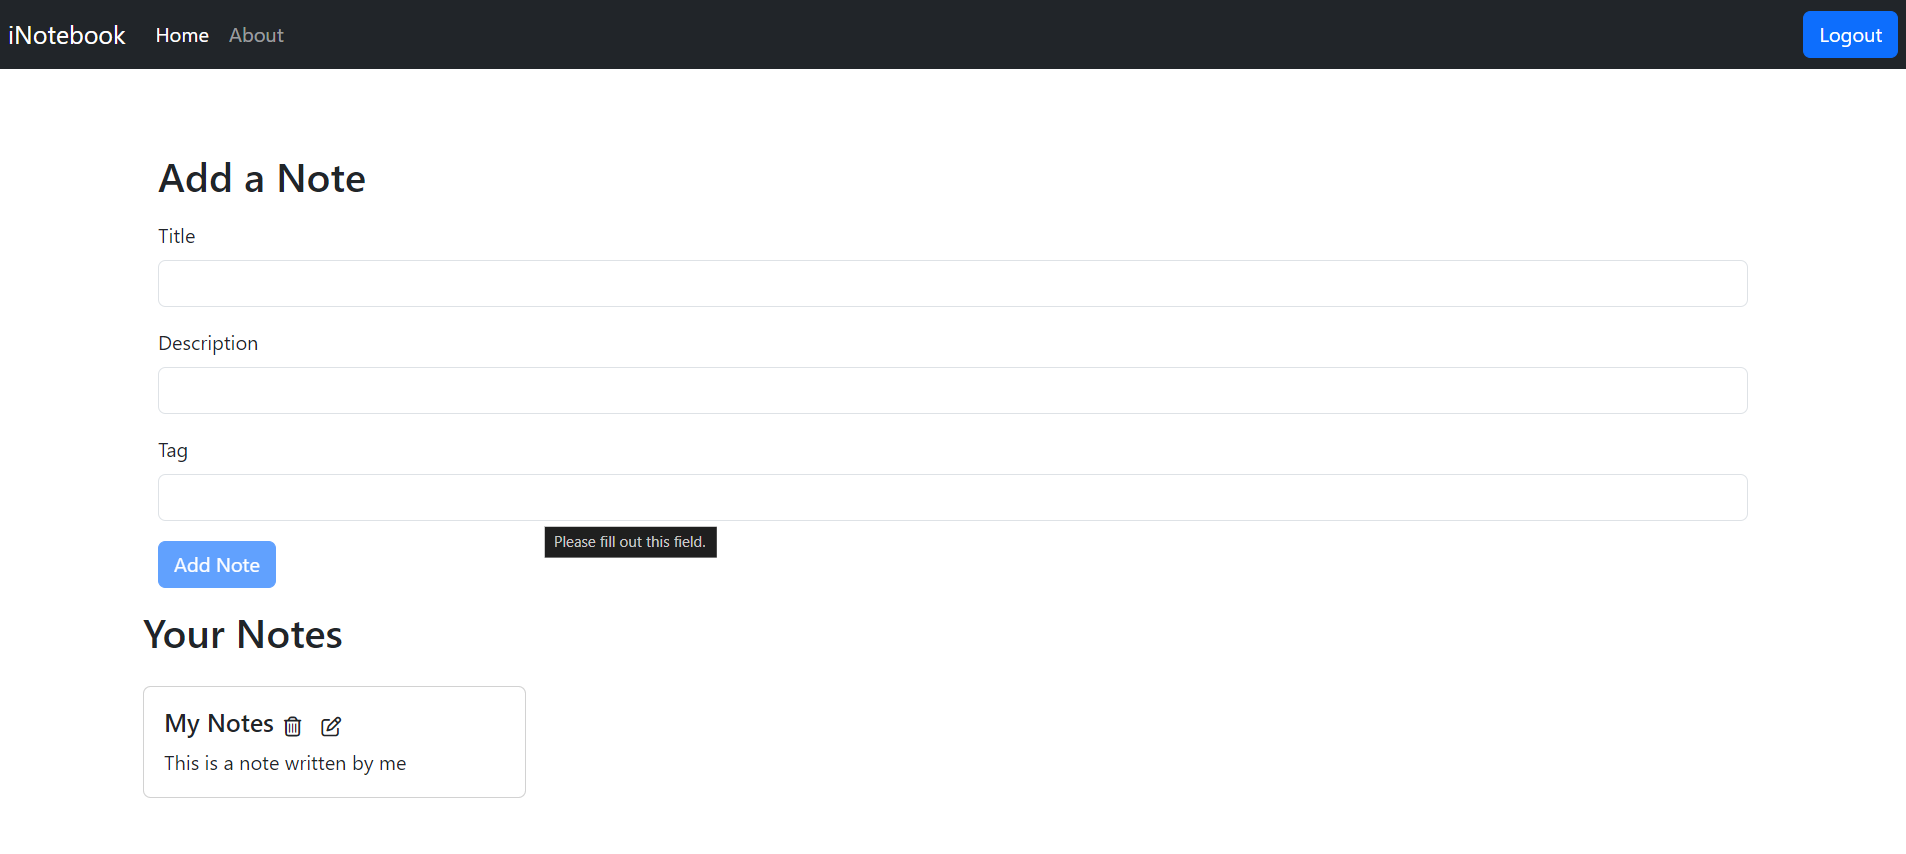 iNotebook Home About Logout
Add a Note
Title
Description
Tag
Please fill out this field.
Add Note
Your Notes
My Notes
This is a note written by me